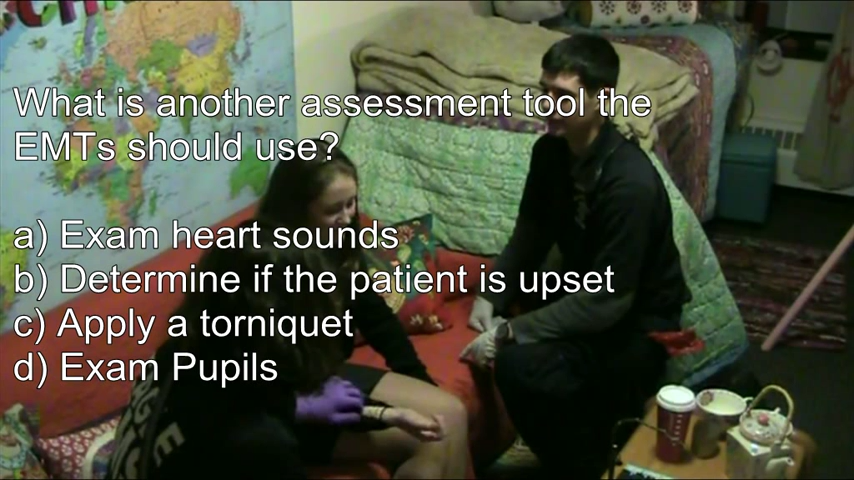 What is another assessment tool the
EMTs should use?
a) Exam heart sounds
b) Determine if the patient is upset
c) Apply a torniquet
d) Exam Pupils